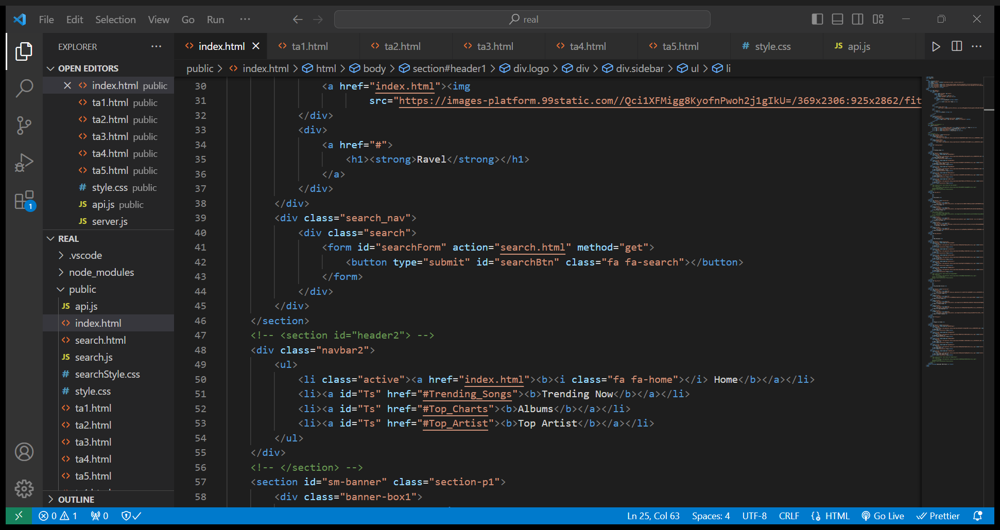 File Edit Selection View Go Run ··· ← → real
EXPLORER ··· index.html ta1.html ta2.html ta3.html ta4.html ta5.html # style.css JS api.js ···
OPEN EDITORS
index.html public
ta1.html public
ta2.html public
ta3.html public
ta4.html public
ta5.html public
# style.css public
JS api.js public
JS server.js
REAL
.vscode
node_modules
public
JS api.js
index.html
search.html
JS search.js
# searchStyle.css
# style.css
ta1.html
ta2.html
ta3.html
ta4.html
ta5.html
OUTLINE
public > index.html > html > body > section#header1 > div.logo > div > div.sidebar > ul > li
30 <a href="index.html"><img
31 src="https://images-platform.99static.com//Qci1XFMigg8KyofnPwoh2j1gIkU=/369x2306:925x2862/fit
32 </div>
33 <div>
34 <a href="#">
35 <h1><strong>Ravel</strong></h1>
36 </a>
37 </div>
38 </div>
39 <div class="search_nav">
40 <div class="search">
41 <form id="searchForm" action="search.html" method="get">
42 <button type="submit" id="searchBtn" class="fa fa-search"></button>
43 </form>
44 </div>
45 </div>
46 </section>
47 <!-- <section id="header2"> -->
48 <div class="navbar2">
49 <ul>
50 <li class="active"><a href="index.html"><b><i class="fa fa-home"></i> Home</b></a></li>
51 <li><a id="Ts" href="#Trending_Songs"><b>Trending Now</b></a></li>
52 <li><a id="Ts" href="#Top_Charts"><b>Albums</b></a></li>
53 <li><a id="Ts" href="#Top_Artist"><b>Top Artist</b></a></li>
54 </ul>
55 </div>
56 <!-- </section> -->
57 <section id="sm-banner" class="section-p1">
58 <div class="banner-box1">
1
0 1 0 Ln 25, Col 63 Spaces: 4 UTF-8 CRLF HTML Go Live Prettier